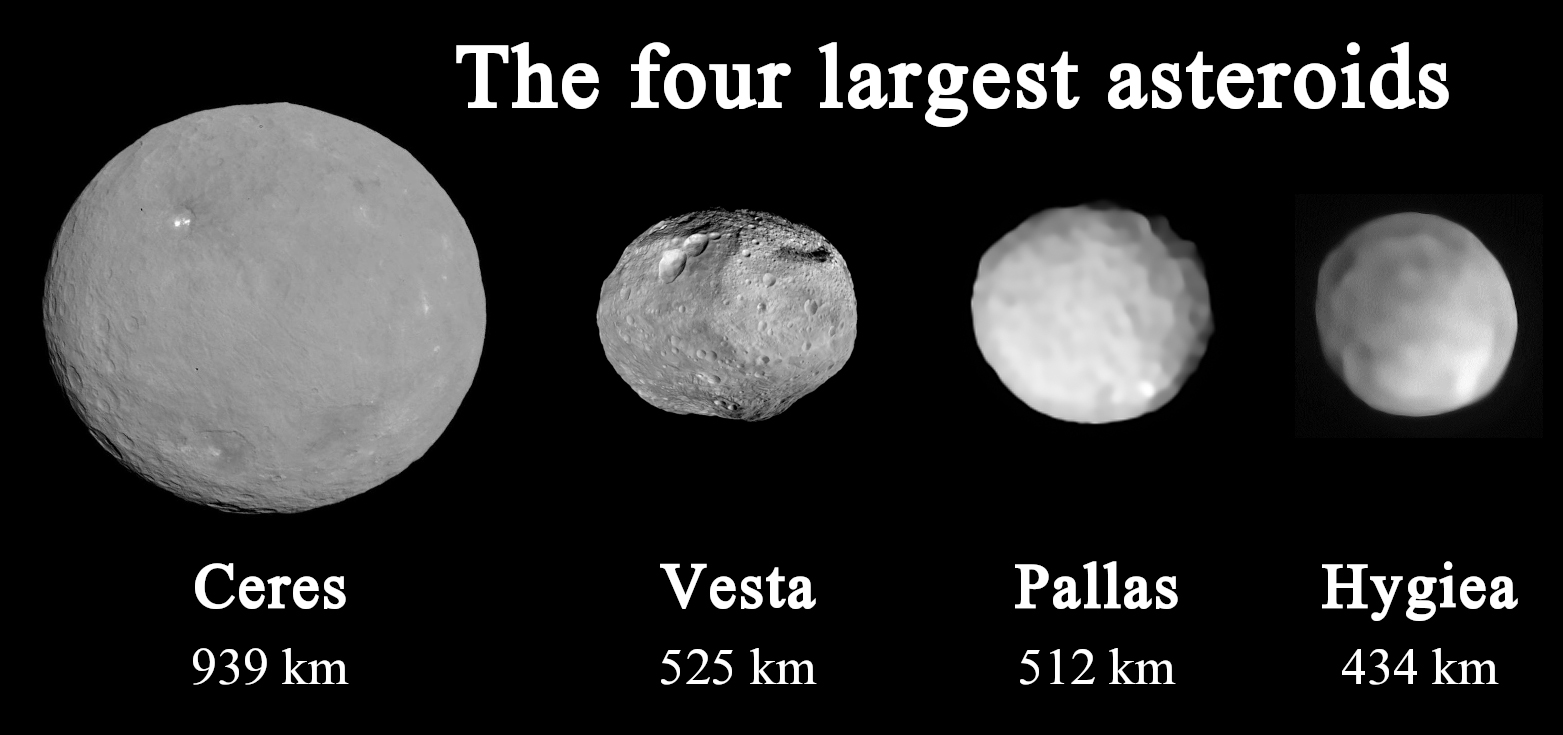 The four largest asteroids
Ceres Vesta Pallas Hygiea
939 km 525 km 512 km 434 km